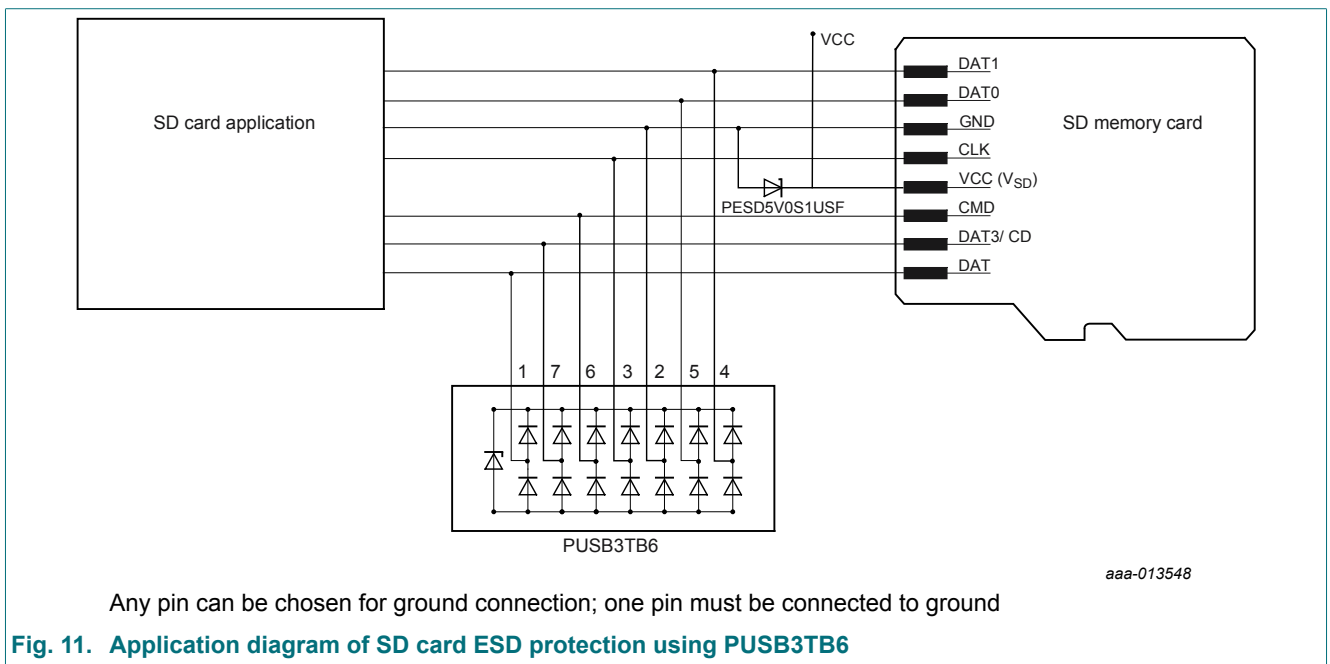 VCC
DAT1
DAT0
SD card application
GND
SD memory card
CLK
VCC (VSD)
PESD5V0S1USF
CMD
DAT3/ CD
DAT
1 7 6 3 2 5 4
PUSB3TB6
aaa-013548
Any pin can be chosen for ground connection; one pin must be connected to ground
Fig. 11. Application diagram of SD card ESD protection using PUSB3TB6